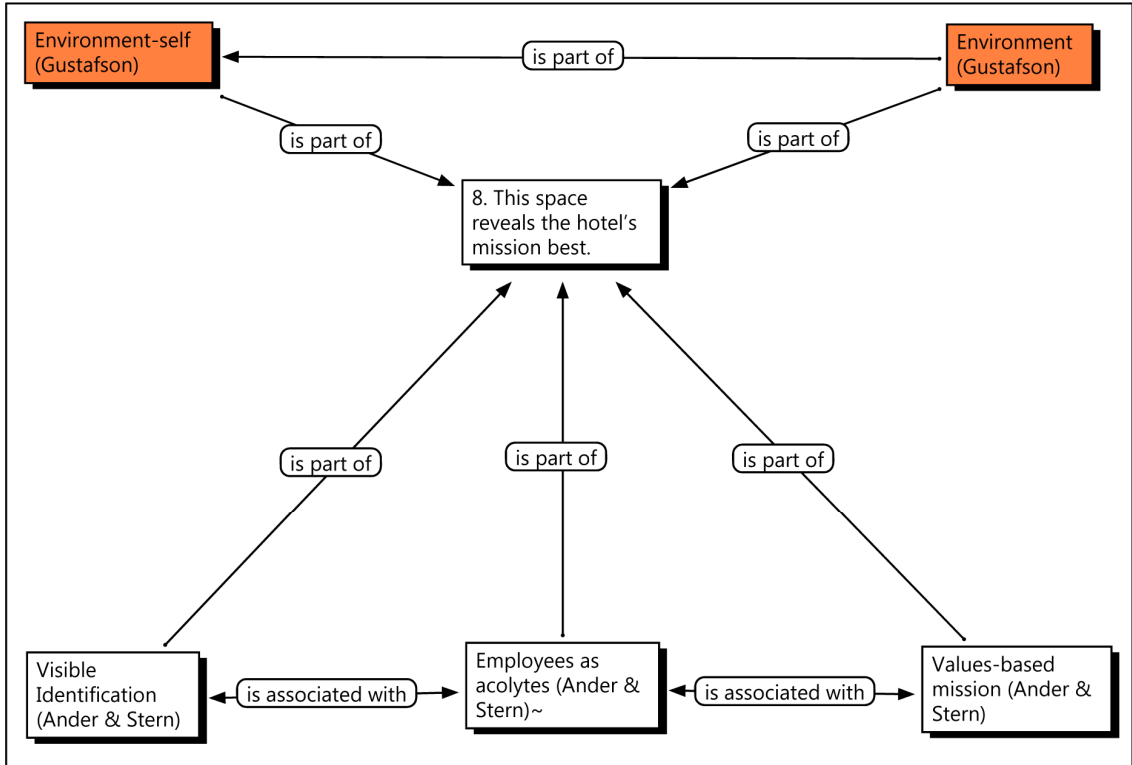 Environment-self
(Gustafson)
is part of
Environment
(Gustafson)
is part of
is part of
8. This space
reveals the hotel's
mission best.
is part of
is part of
is part of
Visible
Identification
(Ander & Stern)
is associated with
Employees as
acolytes (Ander &
Stern)~
is associated with
Values-based
mission (Ander &
Stern)